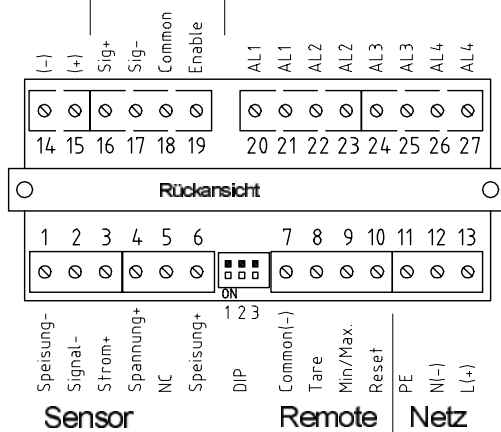 (-) (+) Sig+ Sig- Common Enable AL1 AL1 AL2 AL2 AL3 AL3 AL4 AL4
14 15 16 17 18 19 20 21 22 23 24 25 26 27
Rückansicht
1 2 3 4 5 6 7 8 9 10 11 12 13
ON
1 2 3
Speisung- Signal- Strom+ Spannung+ NC Speisung+ DIP Common(-) Tare Min/Max. Reset PE N(-) L(+)
Sensor Remote Netz